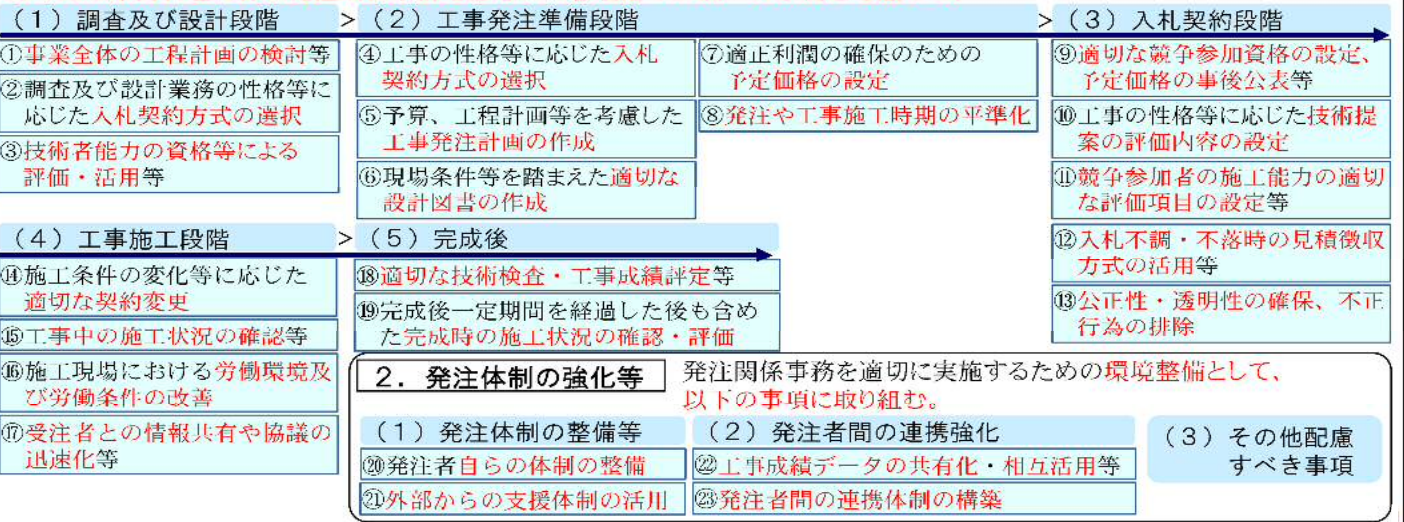 (1) 調査及び設計段階
①事業全体の工程計画の検討等
②調査及び設計業務の性格等に
応じた入札契約方式の選択
③技術者能力の資格等による
評価・活用等
>(2) 工事発注準備段階
④工事の性格等に応じた入札
契約方式の選択
⑤予算、工程計画等を考慮した
工事発注計画の作成
⑥現場条件等を踏まえた適切な
設計図書の作成
⑦適正利潤の確保のための
予定価格の設定
⑧発注や工事施工時期の平準化
>(3) 入札契約段階
⑨適切な競争参加資格の設定、
予定価格の事後公表等
⑩工事の性格等に応じた技術提
案の評価内容の設定
⑪競争参加者の施工能力の適切
な評価項目の設定等
⑫入札不調・不落時の見積徴収
方式の活用等
⑬公正性・透明性の確保、不正
行為の排除
(4) 工事施工段階
⑭施工条件の変化等に応じた
適切な契約変更
⑮工事中の施工状況の確認等
⑯施工現場における労働環境及
び労働条件の改善
⑰受注者との情報共有や協議の
迅速化等
>(5) 完成後
⑱適切な技術検査・工事成績評定等
⑲完成後一定期間を経過した後も含め
た完成時の施工状況の確認・評価
2. 発注体制の強化等
発注関係事務を適切に実施するための環境整備として、
以下の事項に取り組む。
(1) 発注体制の整備等
⑳発注者自らの体制の整備
㉑外部からの支援体制の活用
(2) 発注者間の連携強化
㉒工事成績データの共有化・相互活用等
㉓発注者間の連携体制の構築
(3) その他配慮
すべき事項